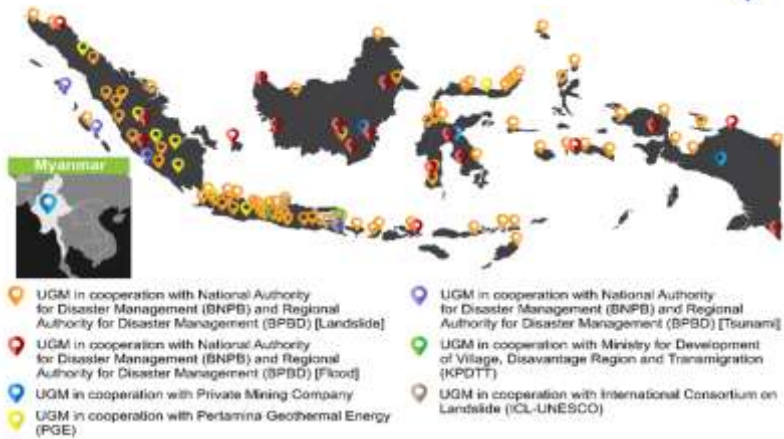 Myanmar
UGM in cooperation with National Authority
for Disaster Management (BNPB) and Regional
Authority for Disaster Management (BPBD) [Landslide]
UGM in cooperation with National Authority
for Disaster Management (BNPB) and Regional
Authority for Disaster Management (BPBD) [Flood]
UGM in cooperation with Private Mining Company
UGM in cooperation with Pertamina Geothermal Energy
(PGE)
UGM in cooperation with National Authority
for Disaster Management (BNPB) and Regional
Authority for Disaster Management (BPBD) [Tsunami]
UGM in cooperation with Ministry for Development
of Village, Disavantage Region and Transmigration
(KPDTT)
UGM in cooperation with International Consortium on
Landslide (ICL-UNESCO)